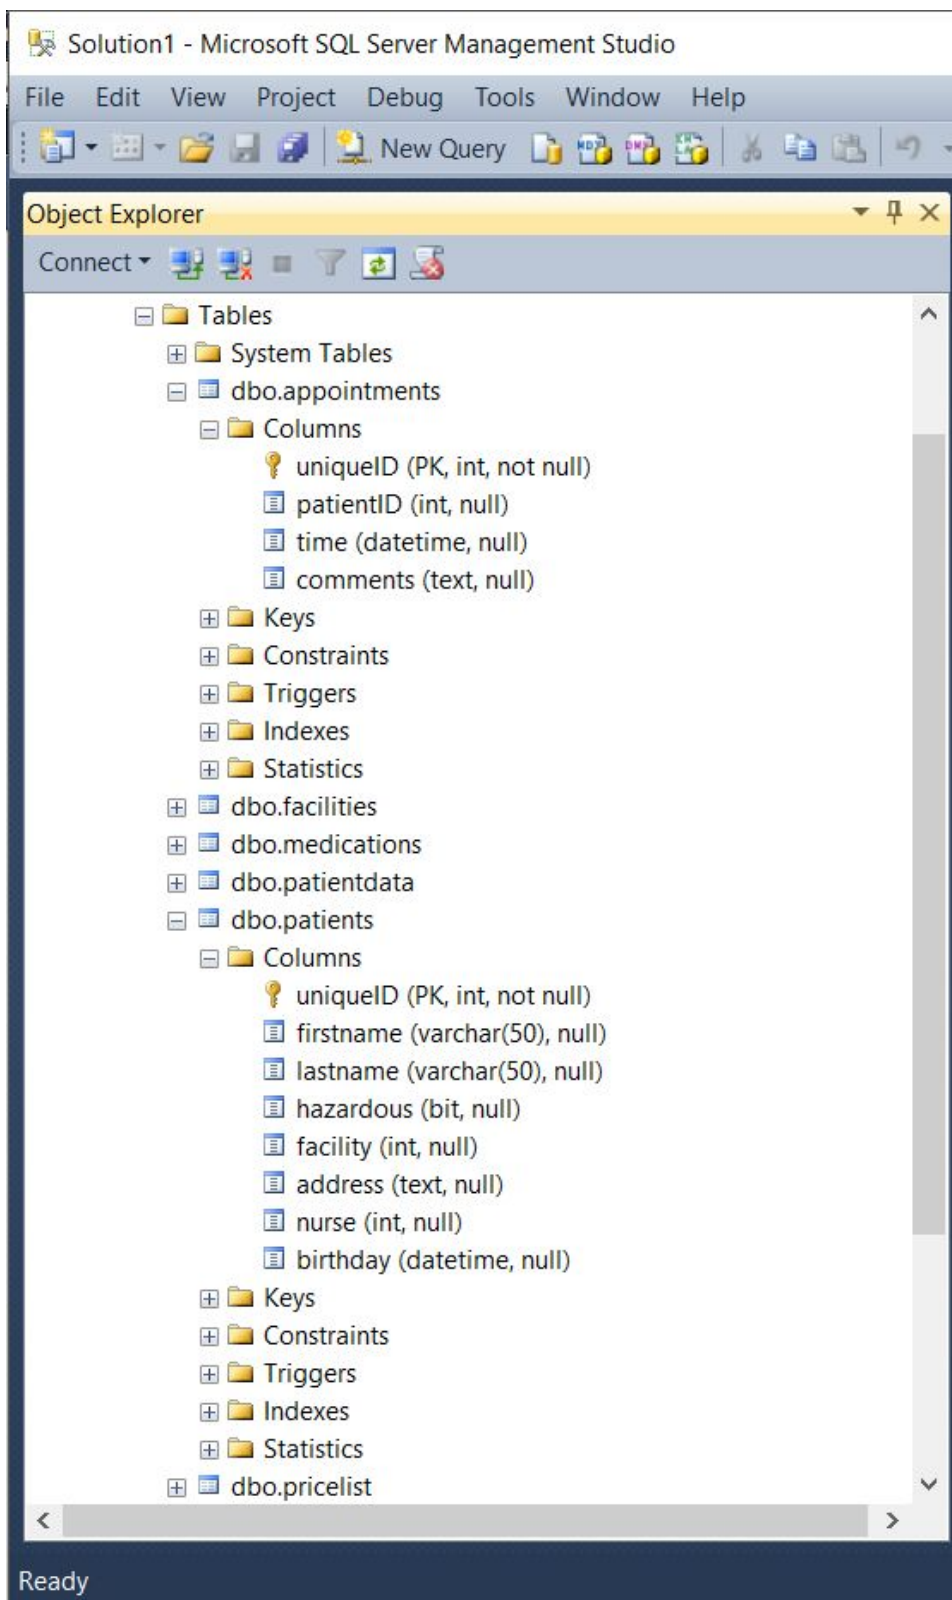 Solution1 - Microsoft SQL Server Management Studio
File Edit View Project Debug Tools Window Help
New Query
Object Explorer
Connect
Tables
System Tables
dbo.appointments
Columns
uniqueID (PK, int, not null)
patientID (int, null)
time (datetime, null)
comments (text, null)
Keys
Constraints
Triggers
Indexes
Statistics
dbo.facilities
dbo.medications
dbo.patientdata
dbo.patients
Columns
uniqueID (PK, int, not null)
firstname (varchar(50), null)
lastname (varchar(50), null)
hazardous (bit, null)
facility (int, null)
address (text, null)
nurse (int, null)
birthday (datetime, null)
Keys
Constraints
Triggers
Indexes
Statistics
dbo.pricelist
Ready